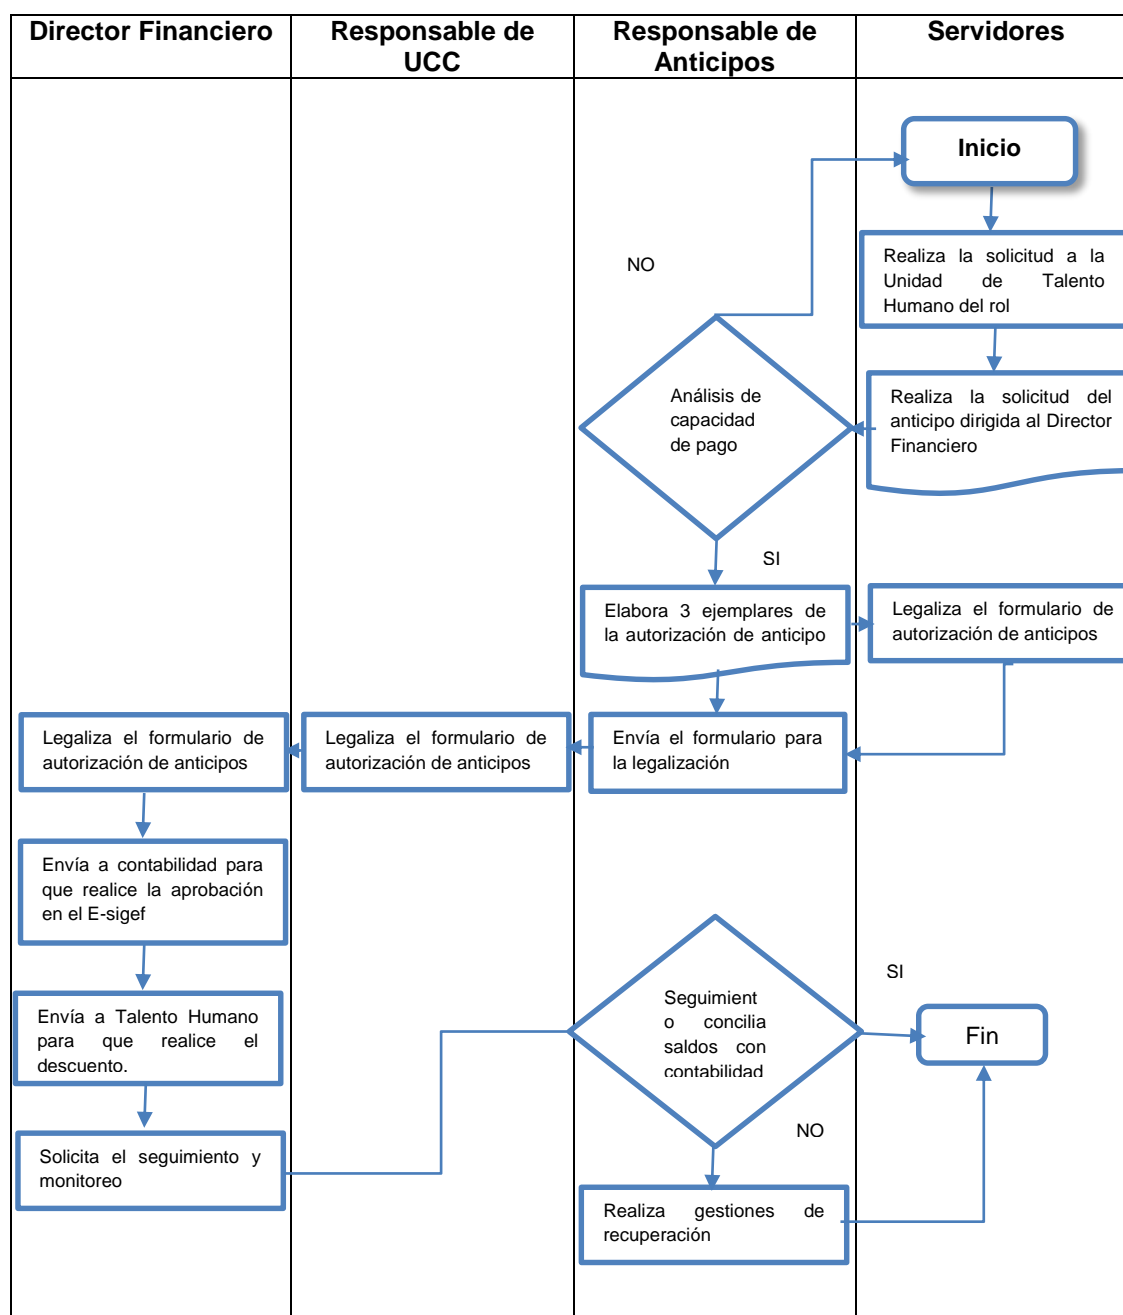 Director Financiero
Responsable de
UCC
Responsable de
Anticipos
Servidores
Inicio
Realiza la solicitud a la
Unidad de Talento
Humano del rol
NO
Análisis de
capacidad
de pago
Realiza la solicitud del
anticipo dirigida al Director
Financiero
SI
Elabora 3 ejemplares de
la autorización de anticipo
Legaliza el formulario de
autorización de anticipos
Legaliza el formulario de
autorización de anticipos
Legaliza el formulario de
autorización de anticipos
Envía el formulario para
la legalización
Envía a contabilidad para
que realice la aprobación
en el E-sigef
Envía a Talento Humano
para que realice el
descuento.
Seguimient
o concilia
saldos con
contabilidad
SI
Fin
NO
Solicita el seguimiento y
monitoreo
Realiza gestiones de
recuperación